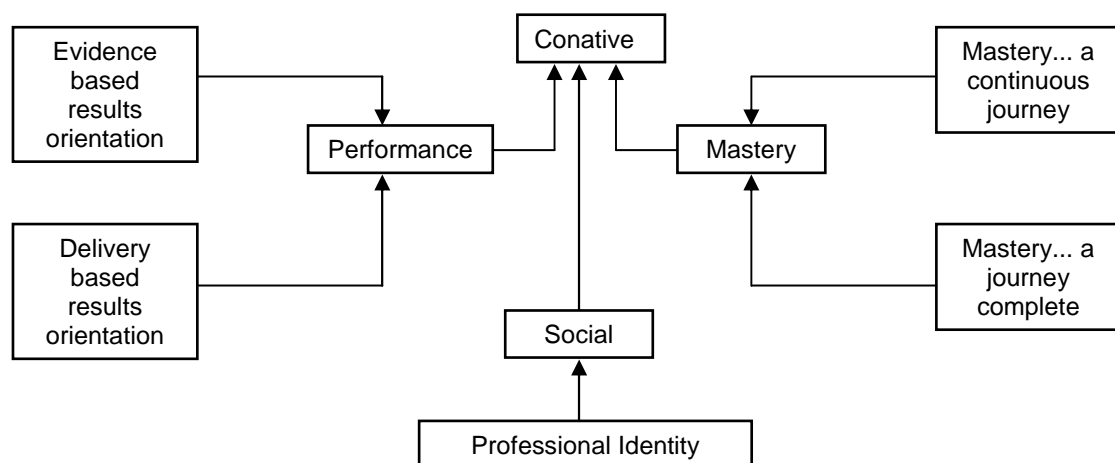 Evidence
based
results
orientation
Conative
Mastery... a
continuous
journey
Performance
Mastery
Delivery
based
results
orientation
Mastery... a
journey
complete
Social
Professional Identity